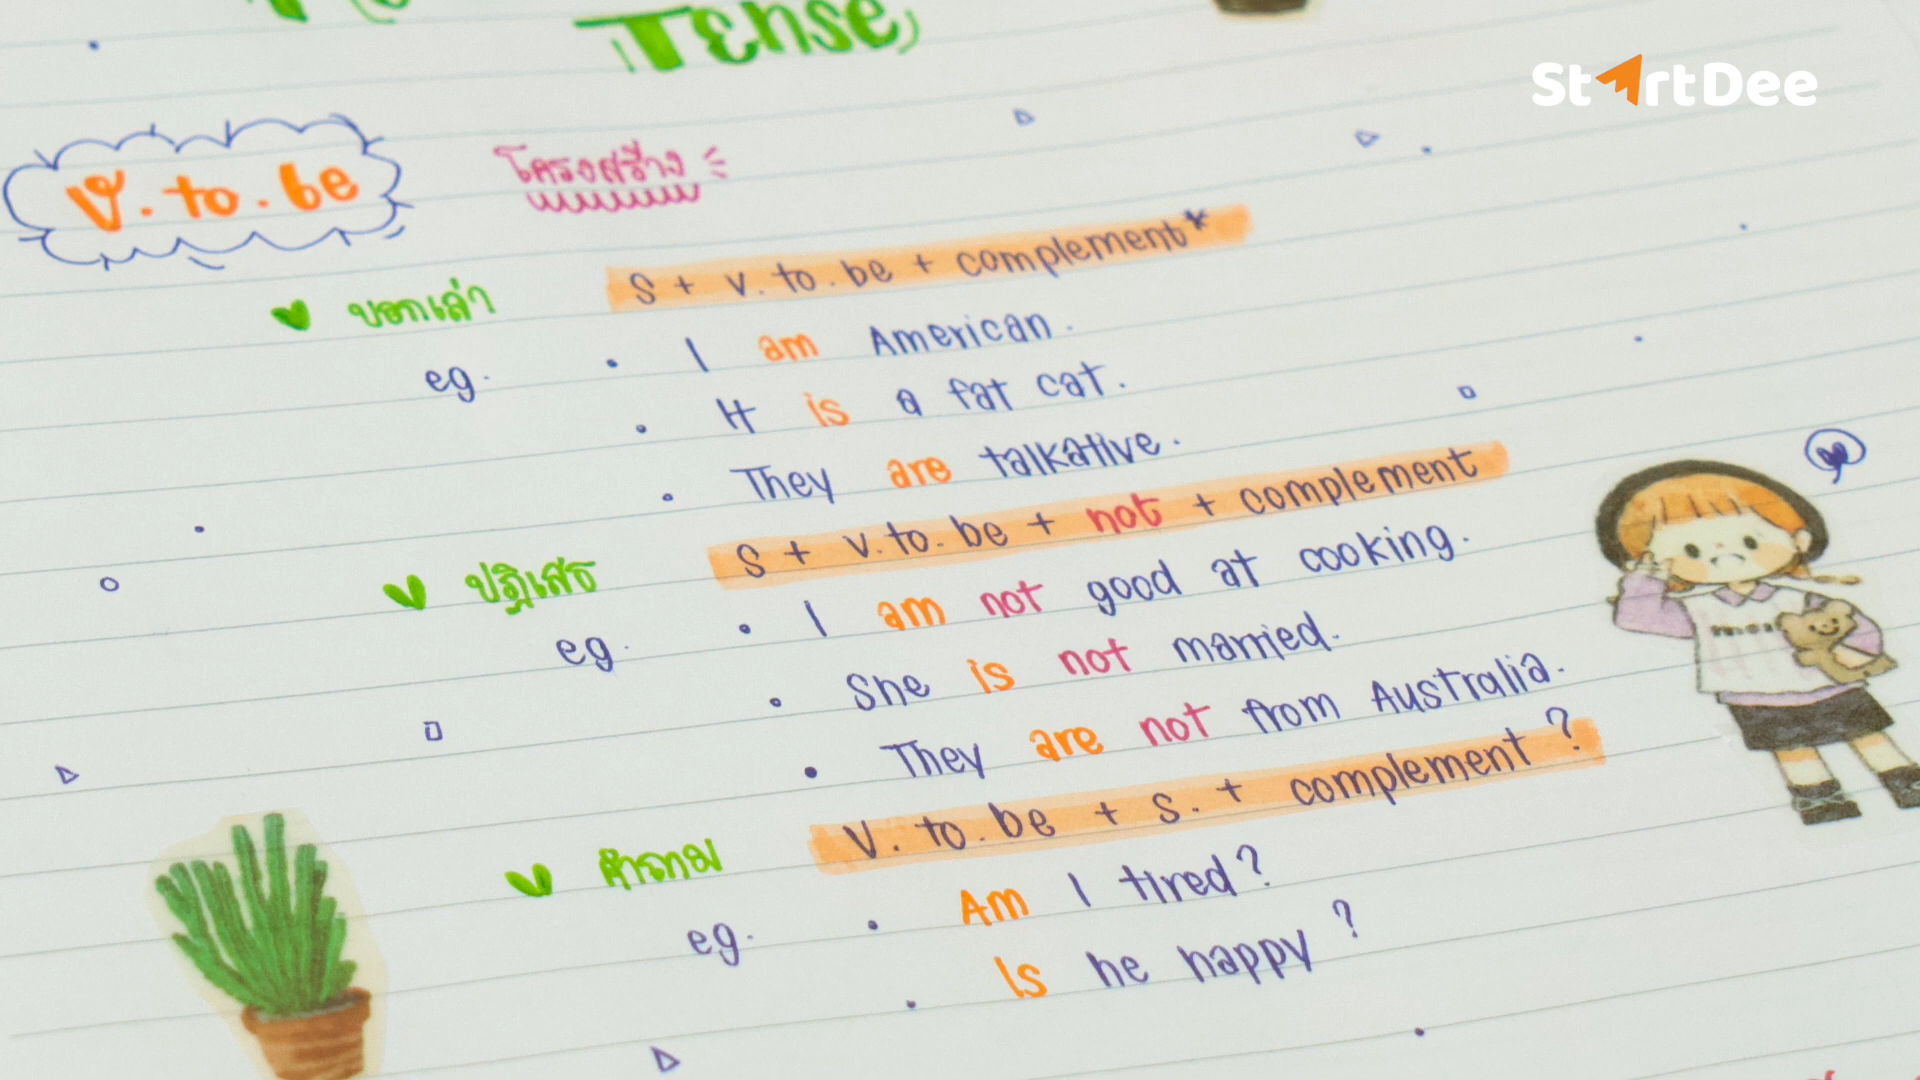 Tense
StartDee
V. to. be
โครงสร้าง
บอกเล่า S + V. to. be + complement*
eg. • I am American.
• It is a fat cat.
• They are talkative.
ปฏิเสธ S + V. to. be + not + complement
eg. • I am not good at cooking.
• She is not married.
• They are not from Australia.
คำถาม V. to. be + S. + complement ?
eg. • Am I tired?
• Is he happy ?